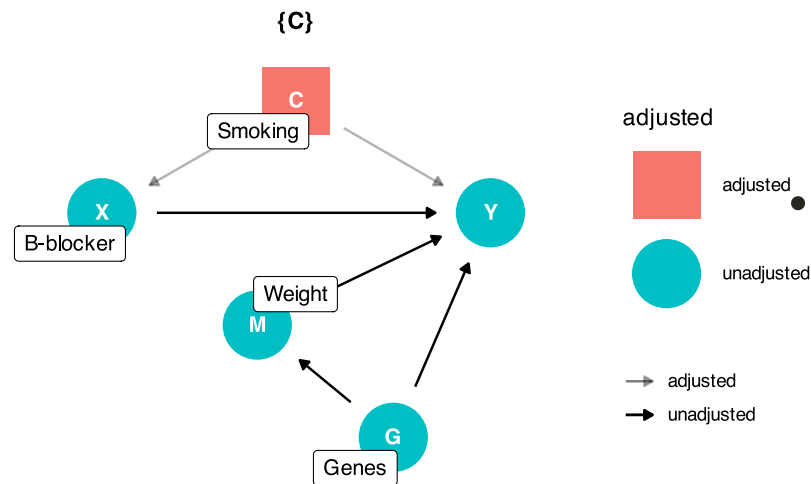 {C}
C
Smoking
X
B-blocker
Y
Weight
M
G
Genes
adjusted
adjusted
unadjusted
adjusted
unadjusted